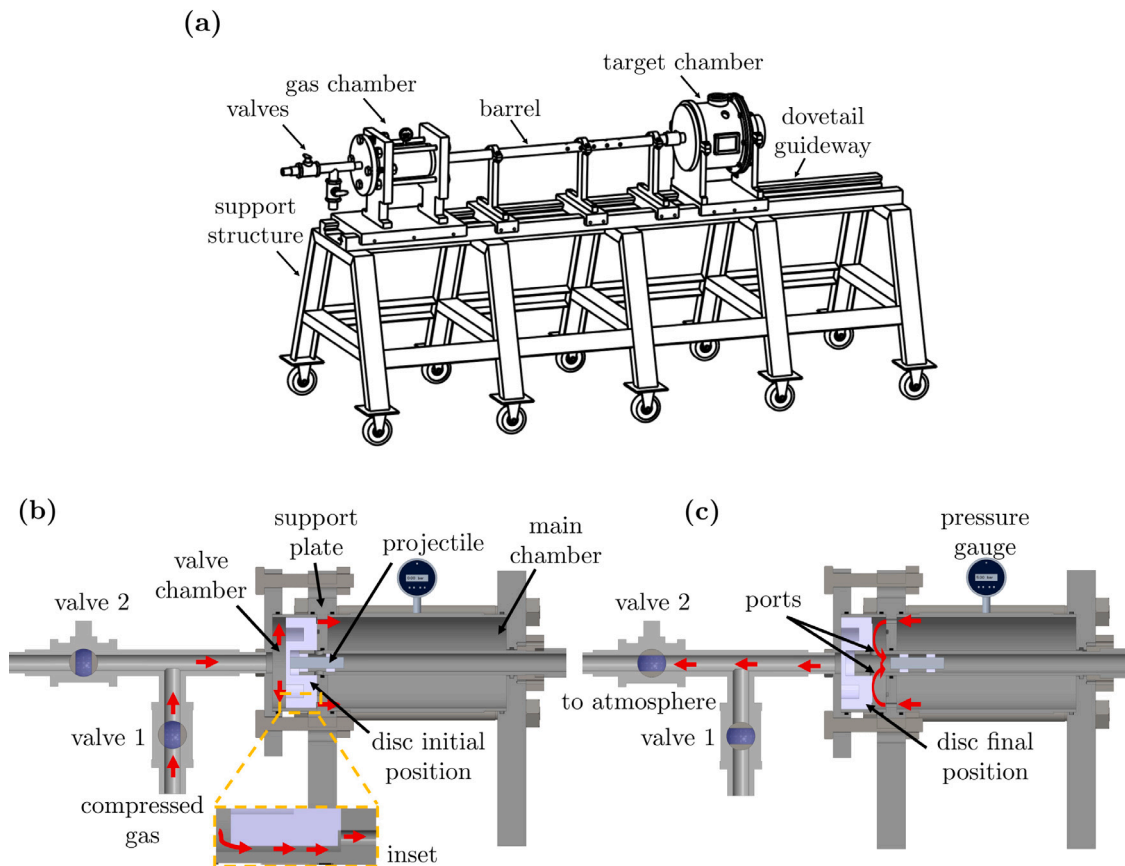 (a)
target chamber
gas chamber
barrel
valves
dovetail
guideway
support
structure
(b)
support
plate
projectile
main
chamber
valve
chamber
valve 2
valve 1
disc initial
position
compressed
gas
inset
(c)
pressure
gauge
valve 2
ports
to atmosphere
valve 1
disc final
position